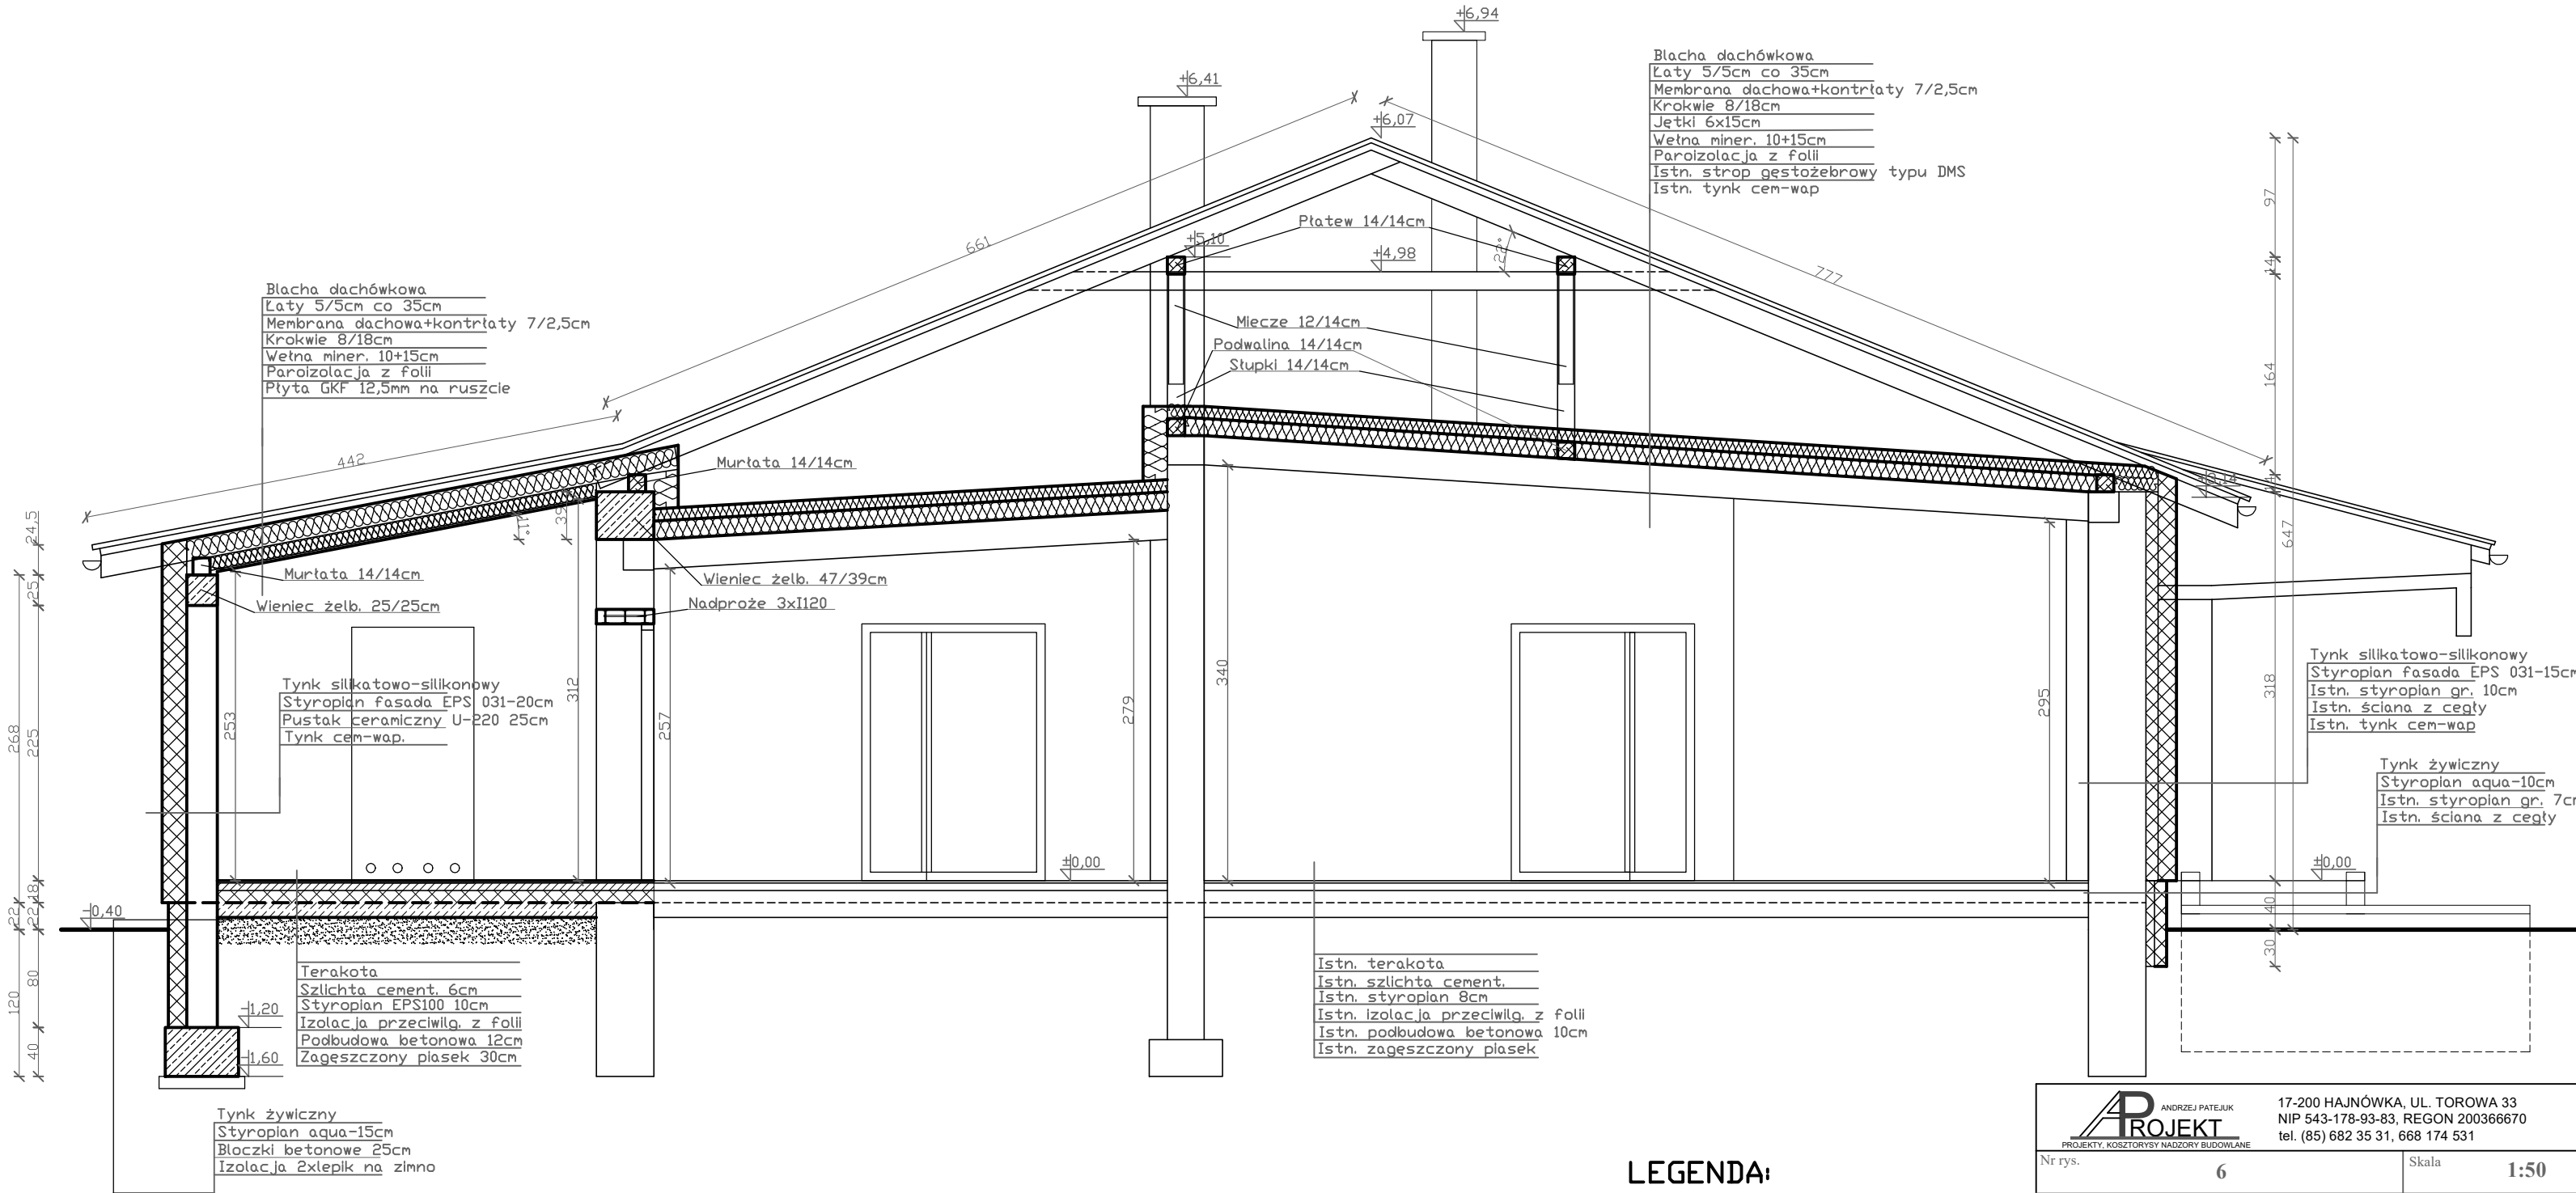 +6,94
+6,41
+6,07
Blacha dachówkowa
Łaty 5/5cm co 35cm
Membrana dachowa+kontrłaty 7/2,5cm
Krokwie 8/18cm
Jętki 6x15cm
Wełna miner. 10+15cm
Paroizolacja z folii
Istn. strop gęstożebrowy typu DMS
Istn. tynk cem-wap
661
777
97
14
164
647
318
40
30
Płatew 14/14cm
+5,10
+4,98
22°
Miecze 12/14cm
Podwalina 14/14cm
Słupki 14/14cm
Blacha dachówkowa
Łaty 5/5cm co 35cm
Membrana dachowa+kontrłaty 7/2,5cm
Krokwie 8/18cm
Wełna miner. 10+15cm
Paroizolacja z folii
Płyta GKF 12,5mm na ruszcie
442
Murłata 14/14cm
11°
39
Murłata 14/14cm
Wieniec żelb. 25/25cm
Wieniec żelb. 47/39cm
Nadproże 3xI120
24,5
25
268
225
18
22
22
80
120
40
253
312
257
279
340
295
Tynk silikatowo-silikonowy
Styropian fasada EPS 031-20cm
Pustak ceramiczny U-220 25cm
Tynk cem-wap.
Tynk silikatowo-silikonowy
Styropian fasada EPS 031-15cm
Istn. styropian gr. 10cm
Istn. ściana z cegły
Istn. tynk cem-wap
Tynk żywiczny
Styropian aqua-10cm
Istn. styropian gr. 7cm
Istn. ściana z cegły
±0,00
±0,00
-0,40
-1,20
-1,60
Terakota
Szlichta cement. 6cm
Styropian EPS100 10cm
Izolacja przeciwilg. z folii
Podbudowa betonowa 12cm
Zagęszczony piasek 30cm
Istn. terakota
Istn. szlichta cement.
Istn. styropian 8cm
Istn. izolacja przeciwilg. z folii
Istn. podbudowa betonowa 10cm
Istn. zagęszczony piasek
Tynk żywiczny
Styropian aqua-15cm
Bloczki betonowe 25cm
Izolacja 2xlepik na zimno
LEGENDA:
ANDRZEJ PATEJUK
APROJEKT
PROJEKTY, KOSZTORYSY NADZORY BUDOWLANE
17-200 HAJNÓWKA, UL. TOROWA 33
NIP 543-178-93-83, REGON 200366670
tel. (85) 682 35 31, 668 174 531
Nr rys.
6
Skala
1:50